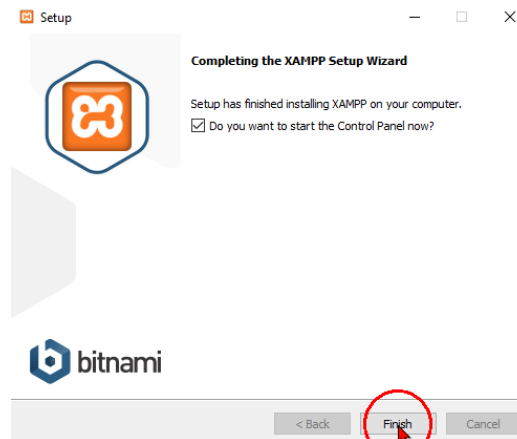 Setup
Completing the XAMPP Setup Wizard
Setup has finished installing XAMPP on your computer.
Do you want to start the Control Panel now?
bitnami
< Back
Finish
Cancel